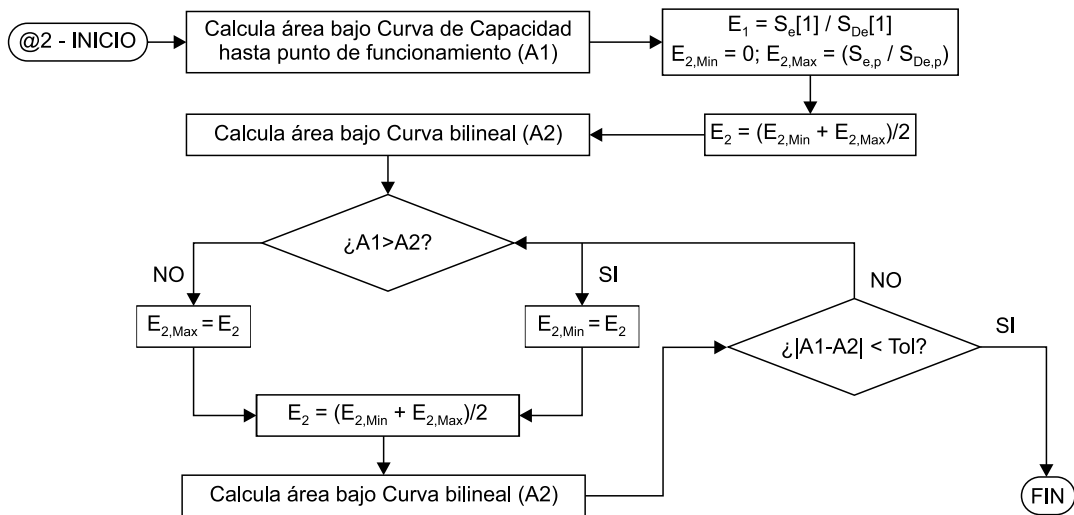 @2 - INICIO
Calcula área bajo Curva de Capacidad
hasta punto de funcionamiento (A1)
E₁ = Sₑ[1] / S_De[1]
E₂,Min = 0; E₂,Max = (Sₑ,p / S_De,p)
E₂ = (E₂,Min + E₂,Max)/2
Calcula área bajo Curva bilineal (A2)
¿A1>A2?
NO
SI
NO
SI
E₂,Max = E₂
E₂,Min = E₂
¿|A1-A2| < Tol?
E₂ = (E₂,Min + E₂,Max)/2
Calcula área bajo Curva bilineal (A2)
FIN